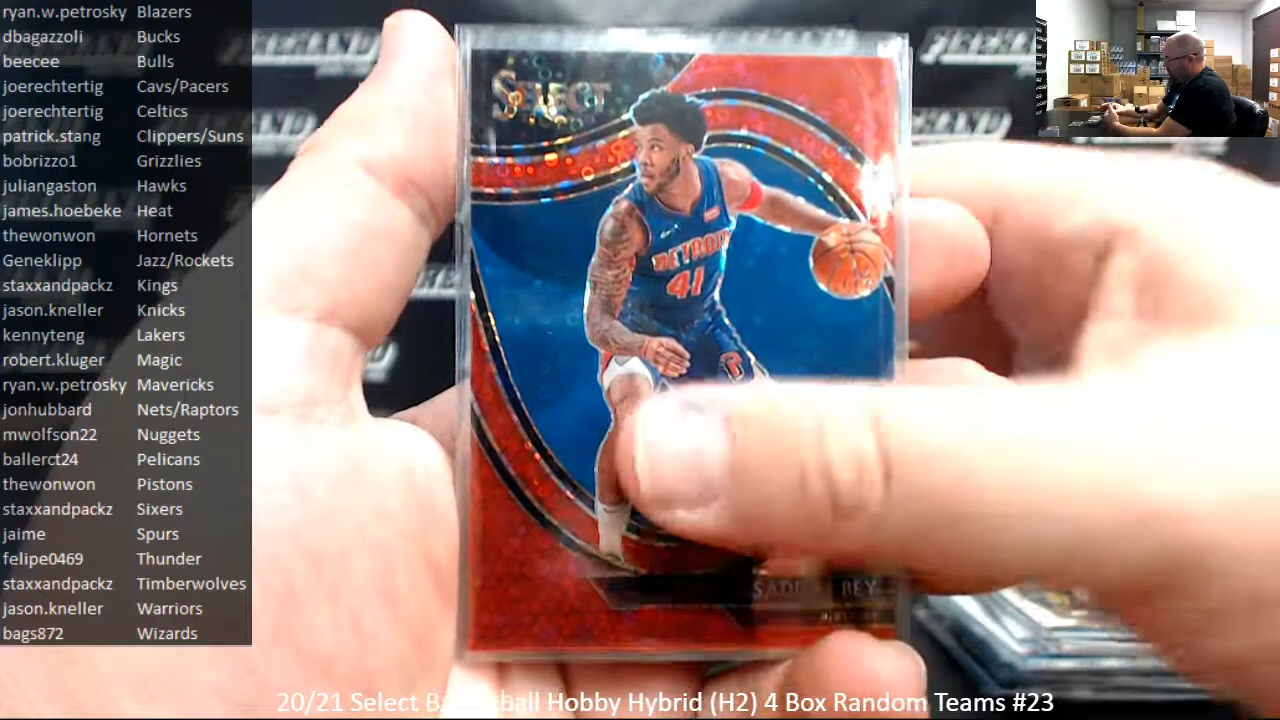 ryan.w.petrosky Blazers
dbagazzoli Bucks
beecee Bulls
joerechtertig Cavs/Pacers
joerechtertig Celtics
patrick.stang Clippers/Suns
bobrizzo1 Grizzlies
juliangaston Hawks
james.hoebeke Heat
thewonwon Hornets
Geneklipp Jazz/Rockets
staxxandpackz Kings
jason.kneller Knicks
kennyteng Lakers
robert.kluger Magic
ryan.w.petrosky Mavericks
jonhubbard Nets/Raptors
mwolfson22 Nuggets
ballerct24 Pelicans
thewonwon Pistons
staxxandpackz Sixers
jaime Spurs
felipe0469 Thunder
staxxandpackz Timberwolves
jason.kneller Warriors
bags872 Wizards
SELECT
DETROIT
41
BEY
20/21 Select Basketball Hobby Hybrid (H2) 4 Box Random Teams #23